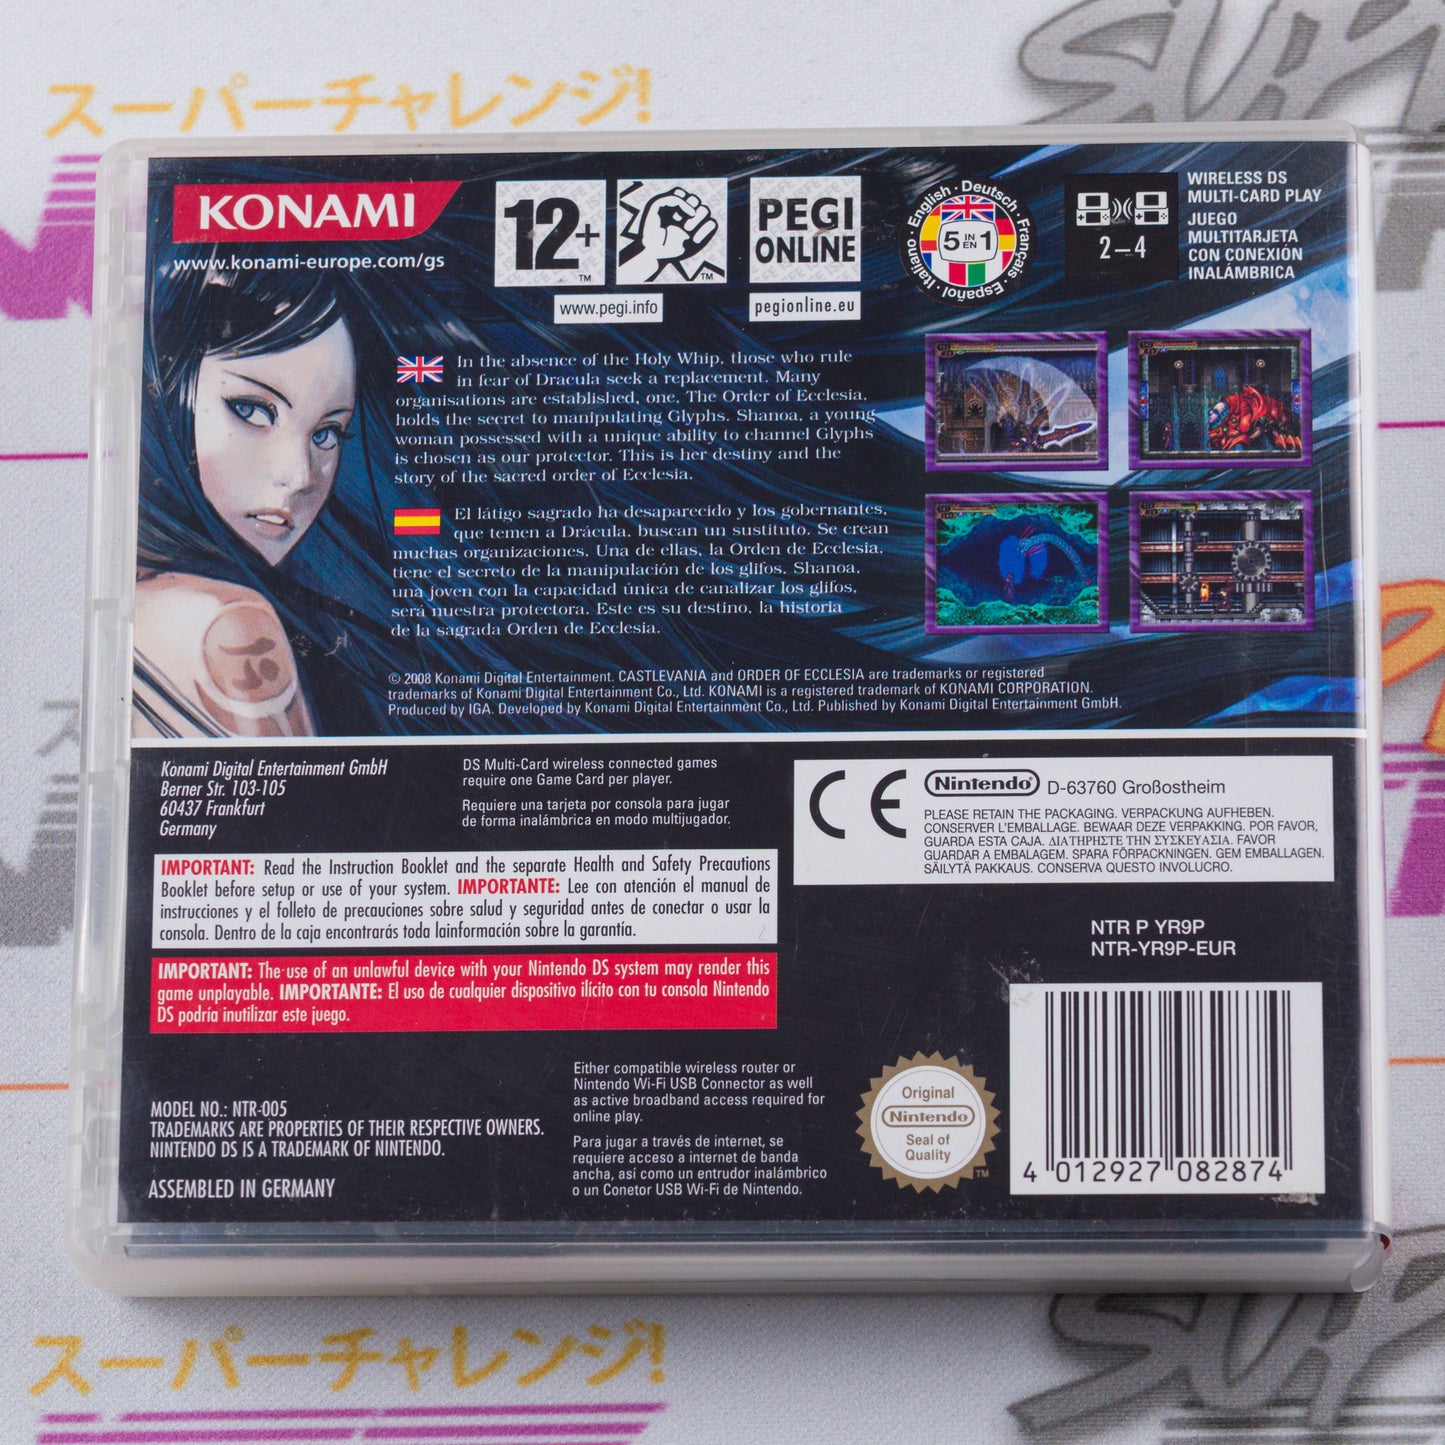 スーパーチャレンジ!
KONAMI
www.konami-europe.com/gs
12+
TM
TM
www.pegi.info
PEGI
ONLINE
pegionline.eu
English · Deutsch · Français · Español · Italiano
5 IN EN 1
2–4
WIRELESS DS
MULTI-CARD PLAY
JUEGO
MULTITARJETA
CON CONEXIÓN
INALÁMBRICA
In the absence of the Holy Whip, those who rule
in fear of Dracula seek a replacement. Many
organisations are established, one, The Order of Ecclesia,
holds the secret to manipulating Glyphs. Shanoa, a young
woman possessed with a unique ability to channel Glyphs
is chosen as our protector. This is her destiny and the
story of the sacred order of Ecclesia.
El látigo sagrado ha desaparecido y los gobernantes,
que temen a Drácula, buscan un sustituto. Se crean
muchas organizaciones. Una de ellas, la Orden de Ecclesia,
tiene el secreto de la manipulación de los glifos. Shanoa,
una joven con la capacidad única de canalizar los glifos,
será nuestra protectora. Este es su destino, la historia
de la sagrada Orden de Ecclesia.
© 2008 Konami Digital Entertainment. CASTLEVANIA and ORDER OF ECCLESIA are trademarks or registered
trademarks of Konami Digital Entertainment Co., Ltd. KONAMI is a registered trademark of KONAMI CORPORATION.
Produced by IGA. Developed by Konami Digital Entertainment Co., Ltd. Published by Konami Digital Entertainment GmbH.
Konami Digital Entertainment GmbH
Berner Str. 103-105
60437 Frankfurt
Germany
DS Multi-Card wireless connected games
require one Game Card per player.
Requiere una tarjeta por consola para jugar
de forma inalámbrica en modo multijugador.
CE
Nintendo® D-63760 Großostheim
PLEASE RETAIN THE PACKAGING. VERPACKUNG AUFHEBEN.
CONSERVER L'EMBALLAGE. BEWAAR DEZE VERPAKKING. POR FAVOR,
GUARDA ESTA CAJA. ΔΙΑΤΗΡΗΣΤΕ ΤΗΝ ΣΥΣΚΕΥΑΣΙΑ. FAVOR
GUARDAR A EMBALAGEM. SPARA FÖRPACKNINGEN. GEM EMBALLAGEN.
SÄILYTÄ PAKKAUS. CONSERVA QUESTO INVOLUCRO.
IMPORTANT: Read the Instruction Booklet and the separate Health and Safety Precautions
Booklet before setup or use of your system. IMPORTANTE: Lee con atención el manual de
instrucciones y el folleto de precauciones sobre salud y seguridad antes de conectar o usar la
consola. Dentro de la caja encontrarás toda lainformación sobre la garantía.
IMPORTANT: The use of an unlawful device with your Nintendo DS system may render this
game unplayable. IMPORTANTE: El uso de cualquier dispositivo ilícito con tu consola Nintendo
DS podría inutilizar este juego.
NTR P YR9P
NTR-YR9P-EUR
MODEL NO.: NTR-005
TRADEMARKS ARE PROPERTIES OF THEIR RESPECTIVE OWNERS.
NINTENDO DS IS A TRADEMARK OF NINTENDO.
ASSEMBLED IN GERMANY
Either compatible wireless router or
Nintendo Wi-Fi USB Connector as well
as active broadband access required for
online play.
Para jugar a través de internet, se
requiere acceso a internet de banda
ancha, así como un entrudor inalámbrico
o un Conetor USB Wi-Fi de Nintendo.
Original
Nintendo
Seal of
Quality
TM
4 012927 082874
スーパーチャレンジ!